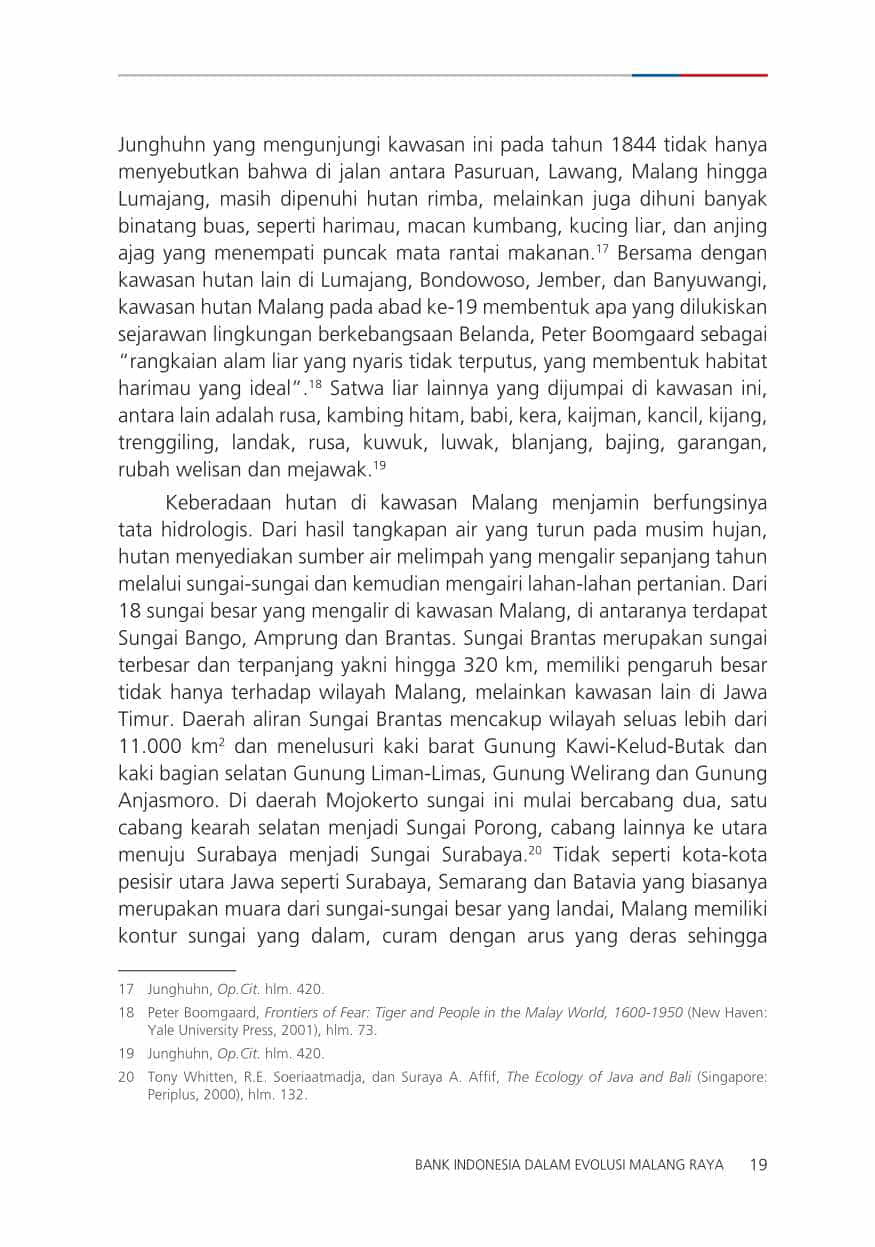 Junghuhn yang mengunjungi kawasan ini pada tahun 1844 tidak hanya
menyebutkan bahwa di jalan antara Pasuruan, Lawang, Malang hingga
Lumajang, masih dipenuhi hutan rimba, melainkan juga dihuni banyak
binatang buas, seperti harimau, macan kumbang, kucing liar, dan anjing
ajag yang menempati puncak mata rantai makanan.¹⁷ Bersama dengan
kawasan hutan lain di Lumajang, Bondowoso, Jember, dan Banyuwangi,
kawasan hutan Malang pada abad ke-19 membentuk apa yang dilukiskan
sejarawan lingkungan berkebangsaan Belanda, Peter Boomgaard sebagai
“rangkaian alam liar yang nyaris tidak terputus, yang membentuk habitat
harimau yang ideal”.¹⁸ Satwa liar lainnya yang dijumpai di kawasan ini,
antara lain adalah rusa, kambing hitam, babi, kera, kaijman, kancil, kijang,
trenggiling, landak, rusa, kuwuk, luwak, blanjang, bajing, garangan,
rubah welisan dan mejawak.¹⁹
Keberadaan hutan di kawasan Malang menjamin berfungsinya
tata hidrologis. Dari hasil tangkapan air yang turun pada musim hujan,
hutan menyediakan sumber air melimpah yang mengalir sepanjang tahun
melalui sungai-sungai dan kemudian mengairi lahan-lahan pertanian. Dari
18 sungai besar yang mengalir di kawasan Malang, di antaranya terdapat
Sungai Bango, Amprung dan Brantas. Sungai Brantas merupakan sungai
terbesar dan terpanjang yakni hingga 320 km, memiliki pengaruh besar
tidak hanya terhadap wilayah Malang, melainkan kawasan lain di Jawa
Timur. Daerah aliran Sungai Brantas mencakup wilayah seluas lebih dari
11.000 km² dan menelusuri kaki barat Gunung Kawi-Kelud-Butak dan
kaki bagian selatan Gunung Liman-Limas, Gunung Welirang dan Gunung
Anjasmoro. Di daerah Mojokerto sungai ini mulai bercabang dua, satu
cabang kearah selatan menjadi Sungai Porong, cabang lainnya ke utara
menuju Surabaya menjadi Sungai Surabaya.²⁰ Tidak seperti kota-kota
pesisir utara Jawa seperti Surabaya, Semarang dan Batavia yang biasanya
merupakan muara dari sungai-sungai besar yang landai, Malang memiliki
kontur sungai yang dalam, curam dengan arus yang deras sehingga
17 Junghuhn, Op.Cit. hlm. 420.
18 Peter Boomgaard, Frontiers of Fear: Tiger and People in the Malay World, 1600-1950 (New Haven:
Yale University Press, 2001), hlm. 73.
19 Junghuhn, Op.Cit. hlm. 420.
20 Tony Whitten, R.E. Soeriaatmadja, dan Suraya A. Affif, The Ecology of Java and Bali (Singapore:
Periplus, 2000), hlm. 132.
BANK INDONESIA DALAM EVOLUSI MALANG RAYA 19